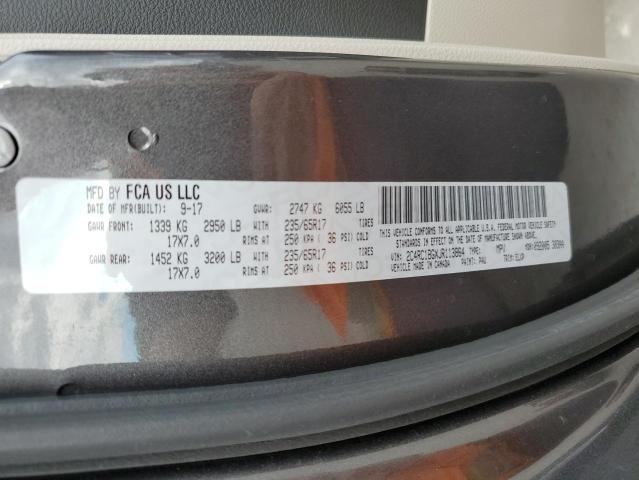 MFD BY FCA US LLC
DATE OF MFR(BUILT): 9-17 GVWR: 2747 KG 6055 LB
GAWR FRONT: 1339 KG 2950 LB WITH 235/65R17 TIRES
17X7.0 RIMS AT 250 KPA ( 36 PSI) COLD
GAWR REAR: 1452 KG 3200 LB WITH 235/65R17 TIRES
17X7.0 RIMS AT 250 KPA ( 36 PSI) COLD
THIS VEHICLE CONFORMS TO ALL APPLICABLE U.S.A. FEDERAL MOTOR VEHICLE SAFETY
STANDARDS IN EFFECT ON THE DATE OF MANUFACTURE SHOWN ABOVE.
VIN: TYPE: MPV MDH:
VEHICLE MADE IN CANADA PAINT: PAU TRIM: